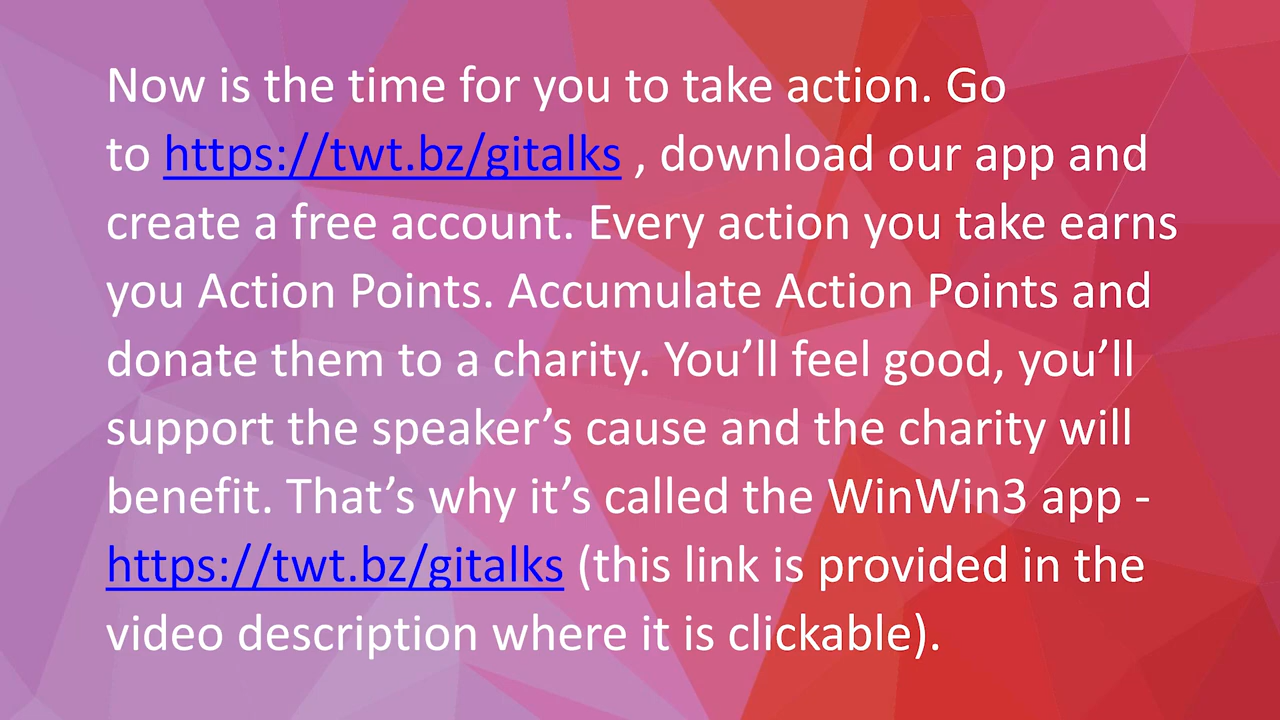 Now is the time for you to take action. Go
to https://twt.bz/gitalks , download our app and
create a free account. Every action you take earns
you Action Points. Accumulate Action Points and
donate them to a charity. You’ll feel good, you’ll
support the speaker’s cause and the charity will
benefit. That’s why it’s called the WinWin3 app -
https://twt.bz/gitalks (this link is provided in the
video description where it is clickable).